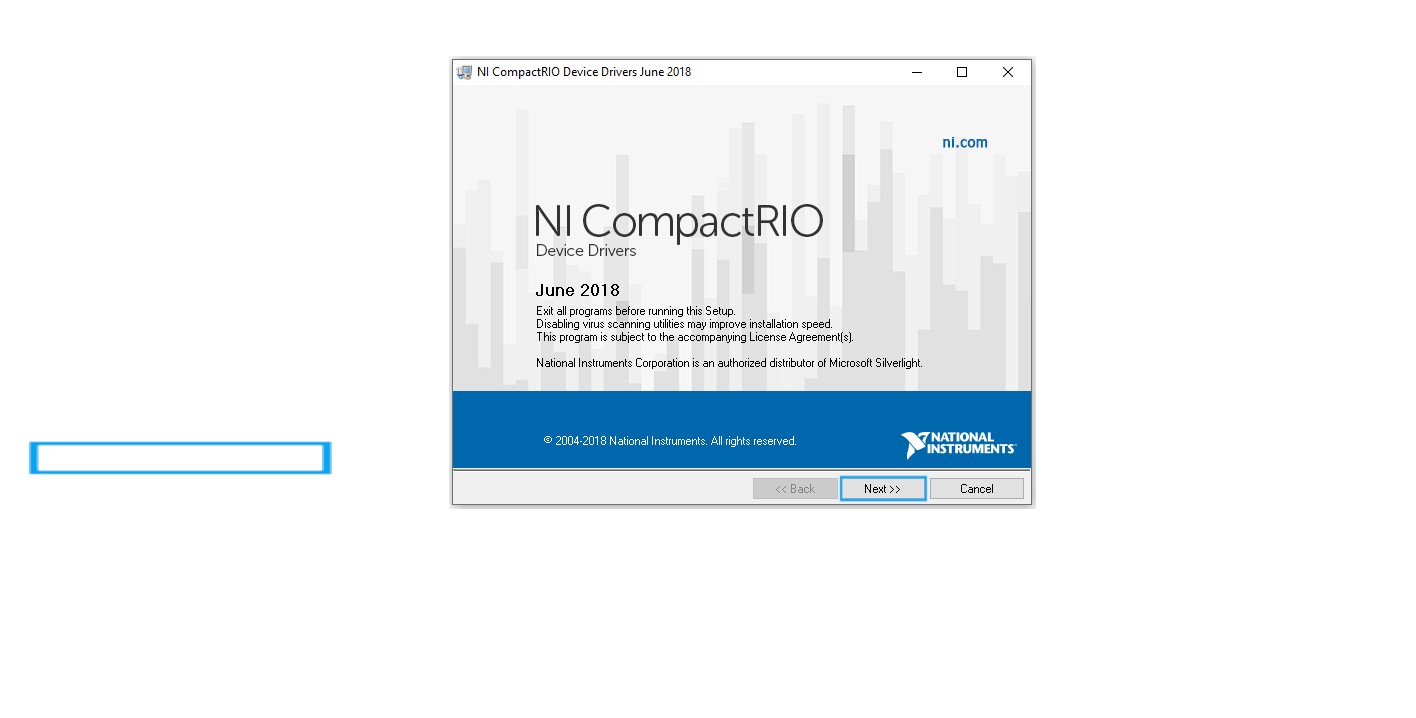 NI CompactRIO Device Drivers June 2018
ni.com
NI CompactRIO
Device Drivers
June 2018
Exit all programs before running this Setup.
Disabling virus scanning utilities may improve installation speed.
This program is subject to the accompanying License Agreement(s).
National Instruments Corporation is an authorized distributor of Microsoft Silverlight.
© 2004-2018 National Instruments. All rights reserved.
NATIONAL
INSTRUMENTS™
<< Back
Next >>
Cancel